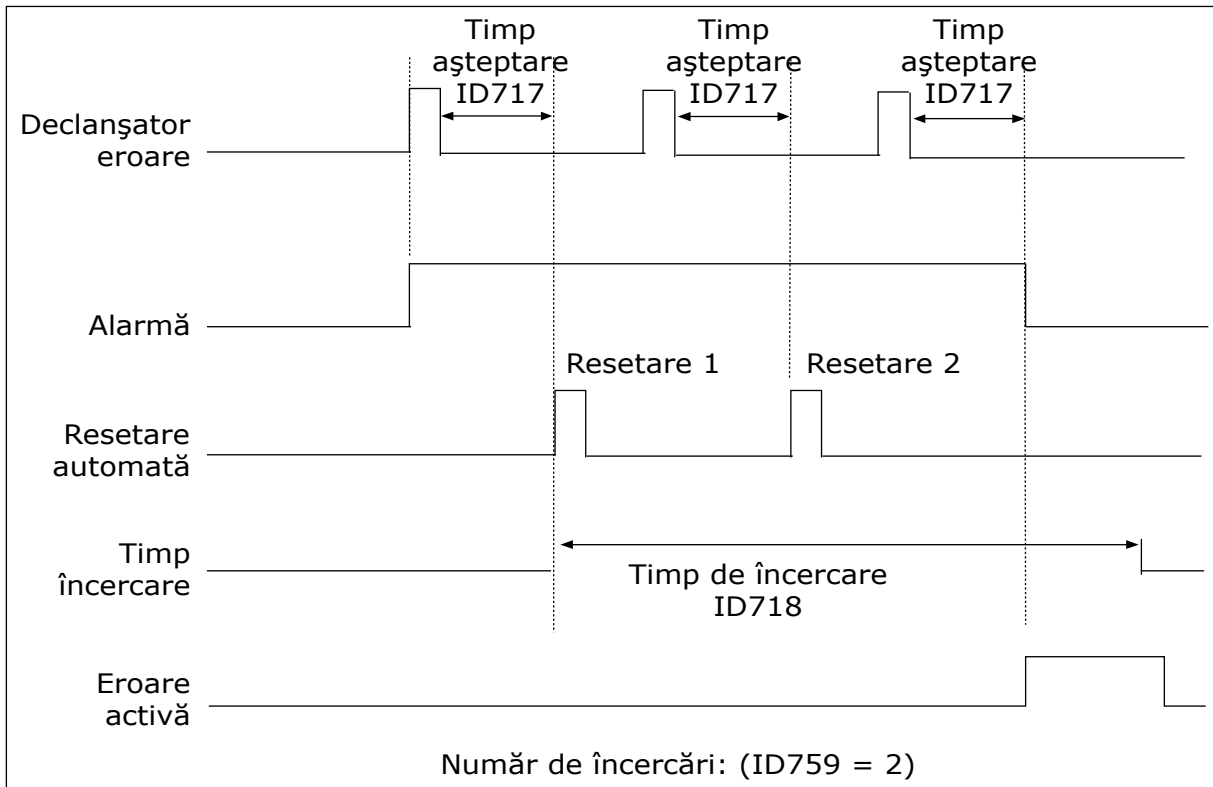 Timp
aşteptare
ID717
Timp
aşteptare
ID717
Timp
aşteptare
ID717
Declanşator
eroare
Alarmă
Resetare 1
Resetare 2
Resetare
automată
Timp
încercare
Timp de încercare
ID718
Eroare
activă
Număr de încercări: (ID759 = 2)